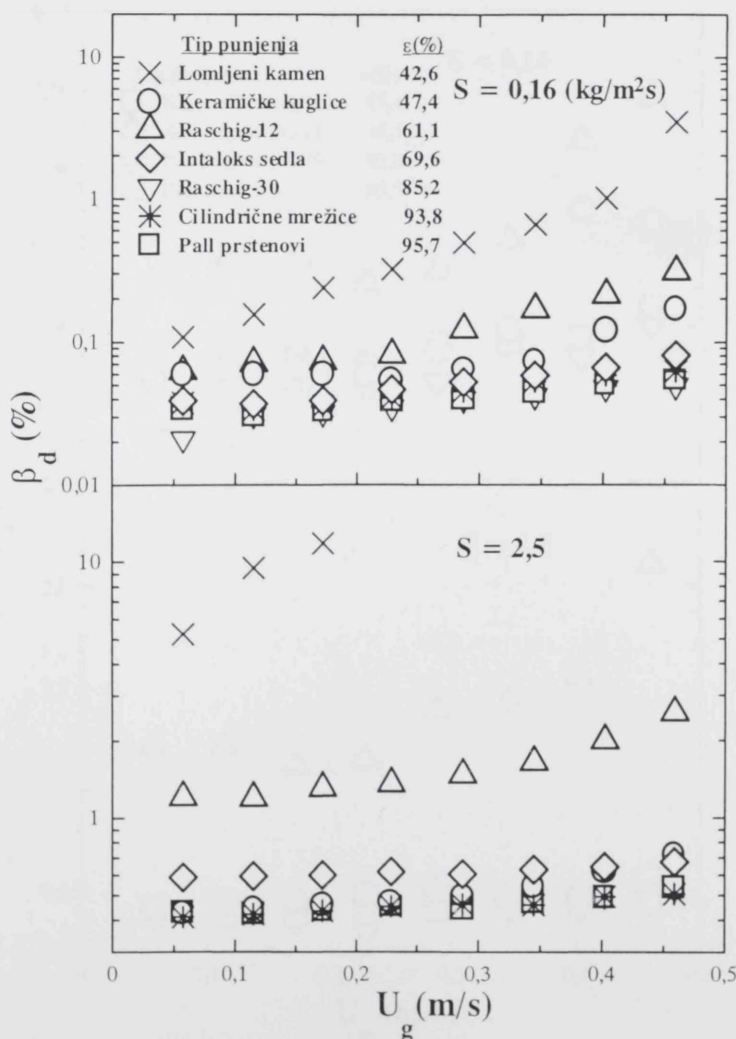 10
Tip punjenja ε(%)
Lomljeni kamen 42,6
Keramičke kuglice 47,4
Raschig-12 61,1
Intaloks sedla 69,6
Raschig-30 85,2
Cilindrične mrežice 93,8
Pall prstenovi 95,7
S = 0,16 (kg/m²s)
1
0,1
0,01
β_d (%)
S = 2,5
10
1
0 0,1 0,2 0,3 0,4 0,5
U_g (m/s)